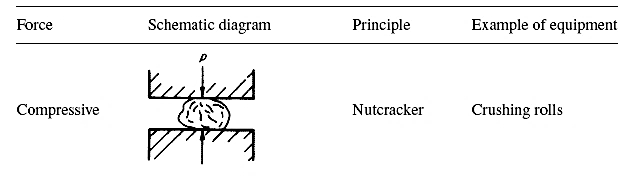 Force Schematic diagram Principle Example of equipment
P
Compressive Nutcracker Crushing rolls